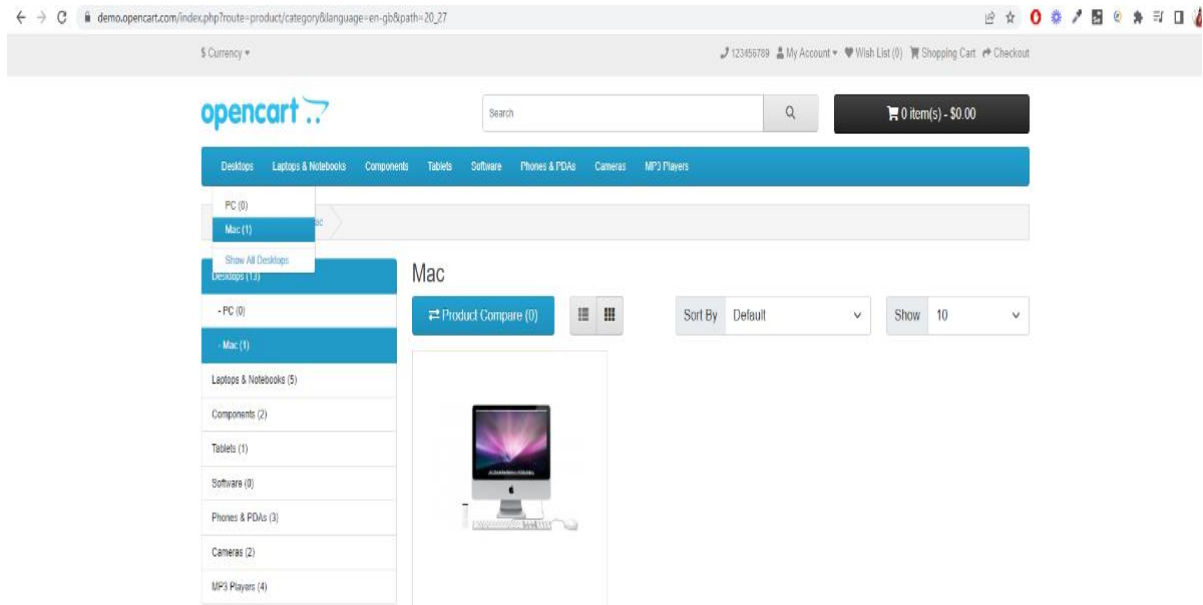 demo.opencart.com/index.php?route=product/category&language=en-gb&path=20_27
$ Currency
123456789 My Account Wish List (0) Shopping Cart Checkout
opencart
Search
0 item(s) - $0.00
Desktops Laptops & Notebooks Components Tablets Software Phones & PDAs Cameras MP3 Players
PC (0)
Mac (1)
Show All Desktops
Desktops (13)
Mac
- PC (0)
Product Compare (0) Sort By Default Show 10
- Mac (1)
Laptops & Notebooks (5)
Components (2)
Tablets (1)
Software (0)
Phones & PDAs (3)
Cameras (2)
MP3 Players (4)